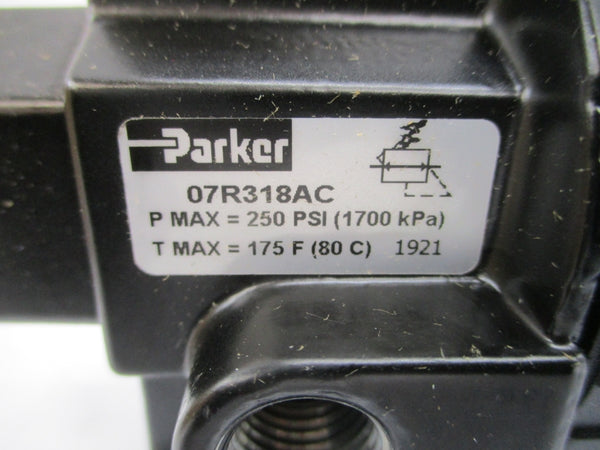 Parker
07R318AC
P MAX = 250 PSI (1700 kPa)
T MAX = 175 F (80 C) 1921